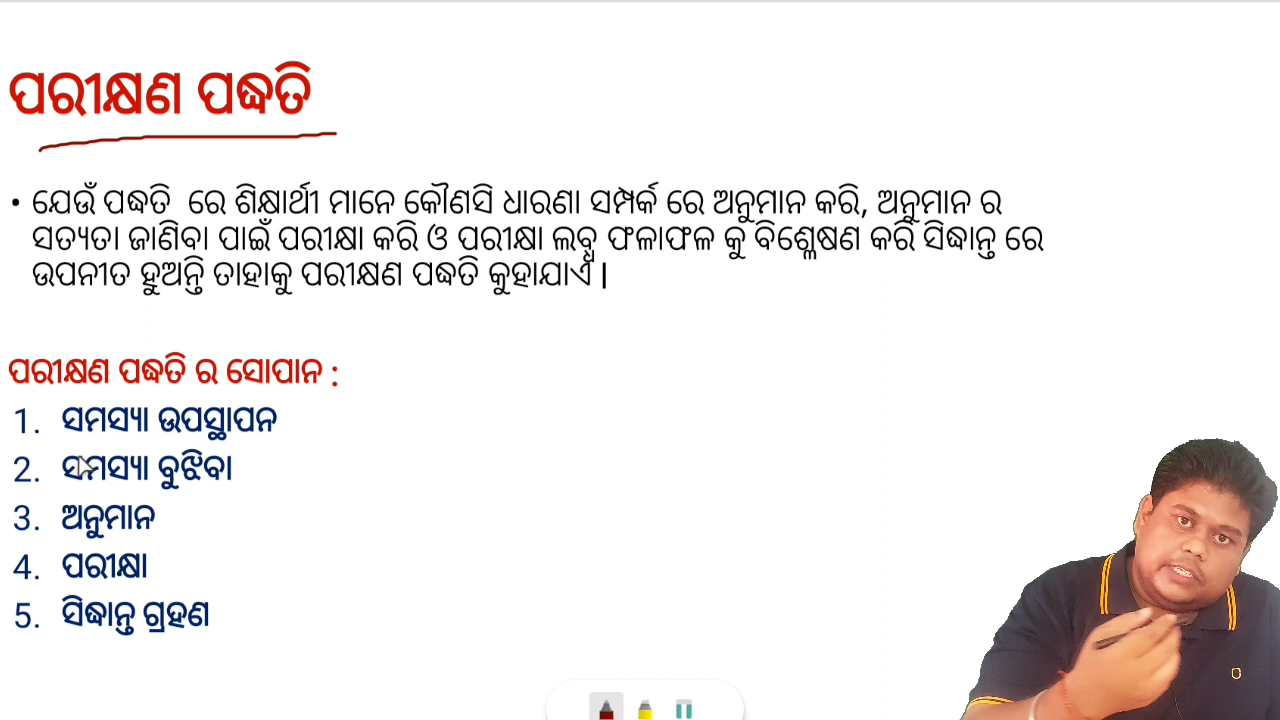 ପରୀକ୍ଷଣ ପଦ୍ଧତି
• ଯେଉଁ ପଦ୍ଧତି ରେ ଶିକ୍ଷାର୍ଥୀ ମାନେ କୌଣସି ଧାରଣା ସମ୍ପର୍କ ରେ ଅନୁମାନ କରି, ଅନୁମାନ ର
ସତ୍ୟତା ଜାଣିବା ପାଇଁ ପରୀକ୍ଷା କରି ଓ ପରୀକ୍ଷା ଲବ୍ଧ ଫଳାଫଳ କୁ ବିଶ୍ଳେଷଣ କରି ସିଦ୍ଧାନ୍ତ ରେ
ଉପନୀତ ହୁଅନ୍ତି ତାହାକୁ ପରୀକ୍ଷଣ ପଦ୍ଧତି କୁହାଯାଏ |
ପରୀକ୍ଷଣ ପଦ୍ଧତି ର ସୋପାନ :
1. ସମସ୍ୟା ଉପସ୍ଥାପନ
2. ସମସ୍ୟା ବୁଝିବା
3. ଅନୁମାନ
4. ପରୀକ୍ଷା
5. ସିଦ୍ଧାନ୍ତ ଗ୍ରହଣ